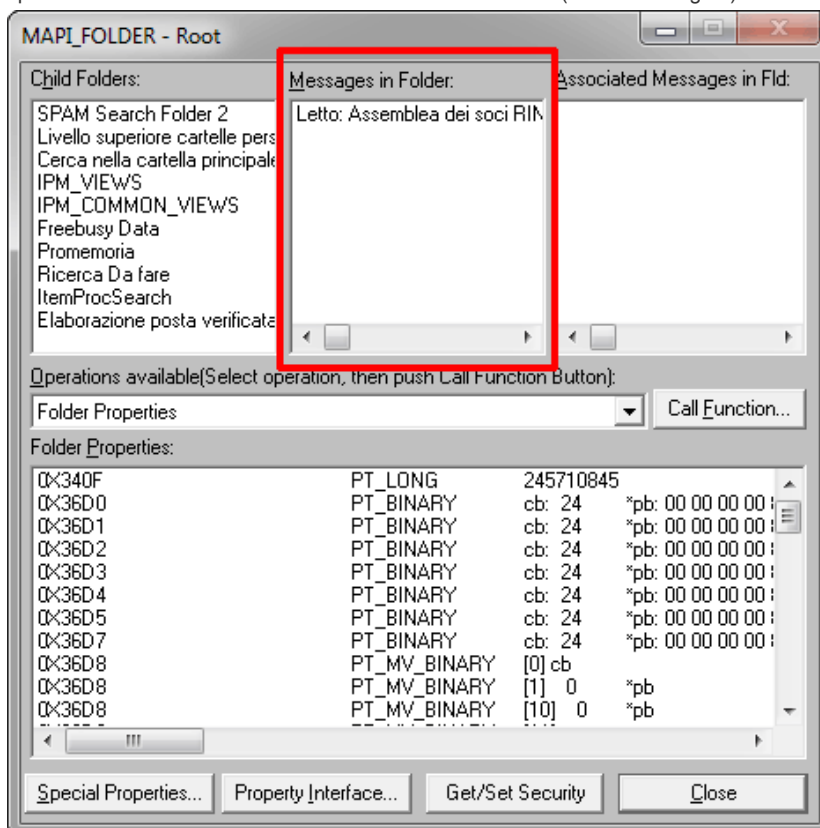 MAPI_FOLDER - Root
Child Folders:
SPAM Search Folder 2
Livello superiore cartelle pers
Cerca nella cartella principale
IPM_VIEWS
IPM_COMMON_VIEWS
Freebusy Data
Promemoria
Ricerca Da fare
ItemProcSearch
Elaborazione posta verificata
Messages in Folder:
Letto: Assemblea dei soci RIN
Associated Messages in Fld:
Operations available(Select operation, then push Call Function Button):
Folder Properties
Call Function...
Folder Properties:
0X340F PT_LONG 245710845
0X36D0 PT_BINARY cb: 24 *pb: 00 00 00 00
0X36D1 PT_BINARY cb: 24 *pb: 00 00 00 00
0X36D2 PT_BINARY cb: 24 *pb: 00 00 00 00
0X36D3 PT_BINARY cb: 24 *pb: 00 00 00 00
0X36D4 PT_BINARY cb: 24 *pb: 00 00 00 00
0X36D5 PT_BINARY cb: 24 *pb: 00 00 00 00
0X36D7 PT_BINARY cb: 24 *pb: 00 00 00 00
0X36D8 PT_MV_BINARY [0] cb
0X36D8 PT_MV_BINARY [1] 0 *pb
0X36D8 PT_MV_BINARY [10] 0 *pb
Special Properties...
Property Interface...
Get/Set Security
Close